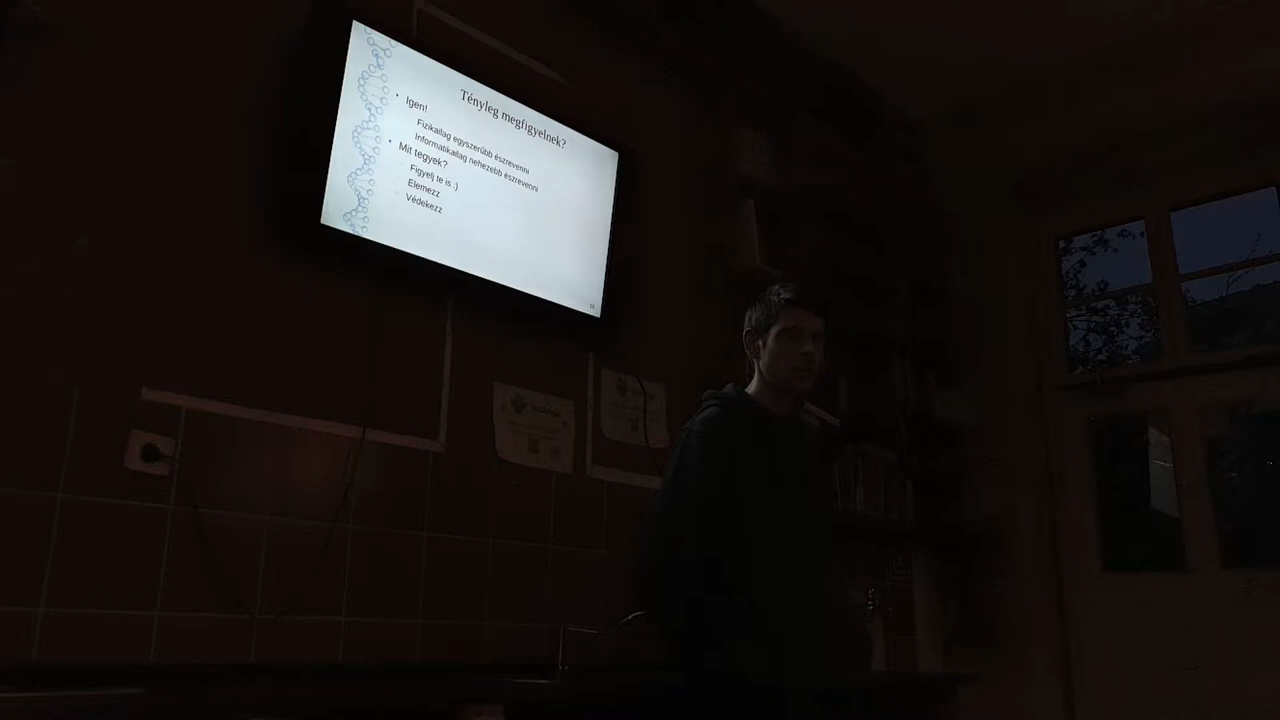 Tényleg megfigyelnek?
• Igen!
Fizikailag egyszerűbb észrevenni
Informatikailag nehezebb észrevenni
• Mit tegyek?
Figyelj te is :)
Elemezz
Védekezz